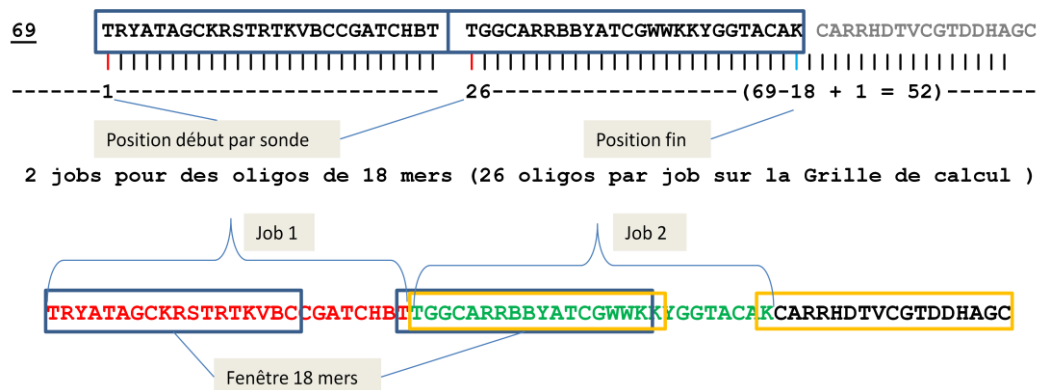 69 TRYATAGCKRSTRTKVBCCGATCHBT TGGCARRBBYATCGWWKKYGGTACAK CARRHDTVCGTDDHAGC
-------1-----------------------------26-----------------(69-18 + 1 = 52)-------
Position début par sonde Position fin
2 jobs pour des oligos de 18 mers (26 oligos par job sur la Grille de calcul )
Job 1 Job 2
TRYATAGCKRSTRTKVBCCGATCHBTTGGCARRBBYATCGWWKKYGGTACAKCARRHDTVCGTDDHAGC
Fenêtre 18 mers